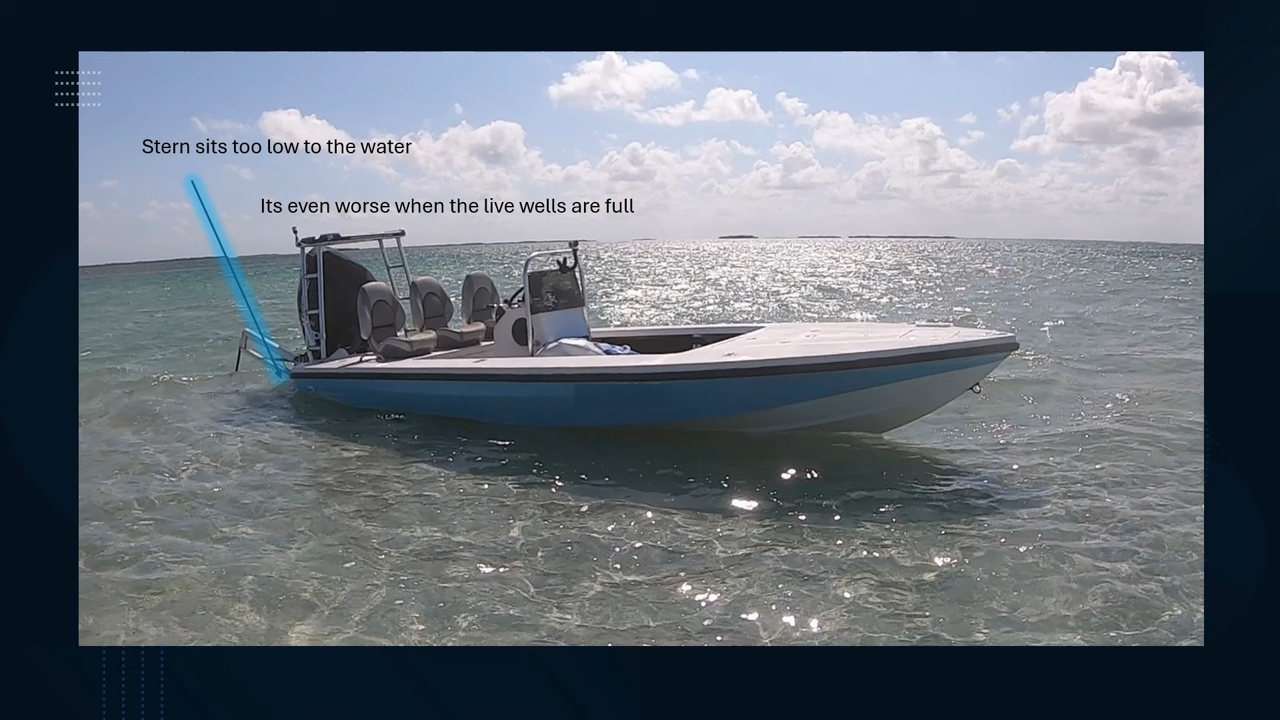 Stern sits too low to the water
Its even worse when the live wells are full